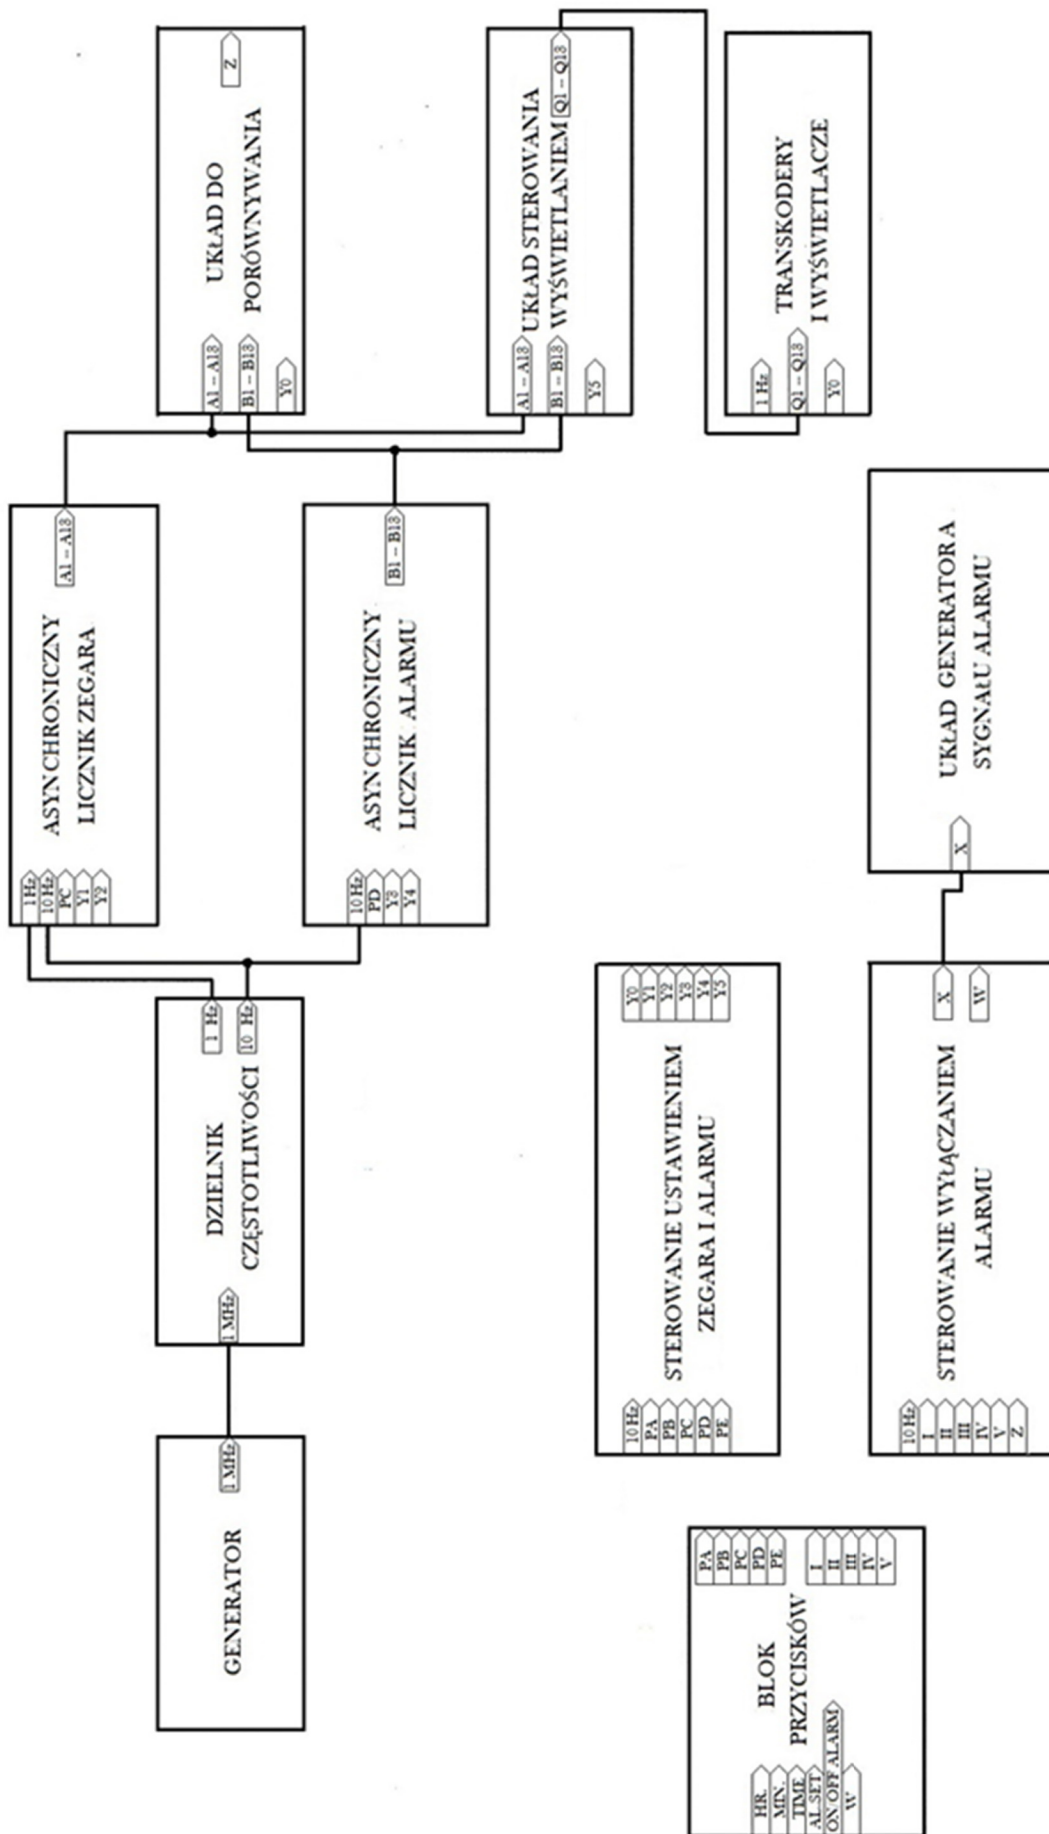 GENERATOR
1 MHz
1 MHz
DZIELNIK
CZĘSTOTLIWOŚCI
1 Hz
10 Hz
1 Hz
10 Hz
PC
Y1
Y2
ASYNCHRONICZNY
LICZNIK ZEGARA
A1 – A13
10 Hz
PD
Y3
Y4
ASYNCHRONICZNY
LICZNIK ALARMU
B1 – B13
A1 – A13
B1 – B13
Y0
UKŁAD DO
PORÓWNYWANIA
Z
A1 – A13
B1 – B13
Y5
UKŁAD STEROWANIA
WYŚWIETLANIEM
Q1 – Q13
1 Hz
Q1 – Q13
Y0
TRANSKODERY
I WYŚWIETLACZE
HR.
MIN.
TIME
AL SET
ON/OFF ALARM
W
BLOK
PRZYCISKÓW
PA
PB
PC
PD
PE
I
II
III
IV
V
10 Hz
PA
PB
PC
PD
PE
STEROWANIE USTAWIENIEM
ZEGARA I ALARMU
Y0
Y1
Y2
Y3
Y4
Y5
10 Hz
I
II
III
IV
V
Z
STEROWANIE WYŁĄCZANIEM
ALARMU
X
W
X
UKŁAD GENERATORA
SYGNAŁU ALARMU